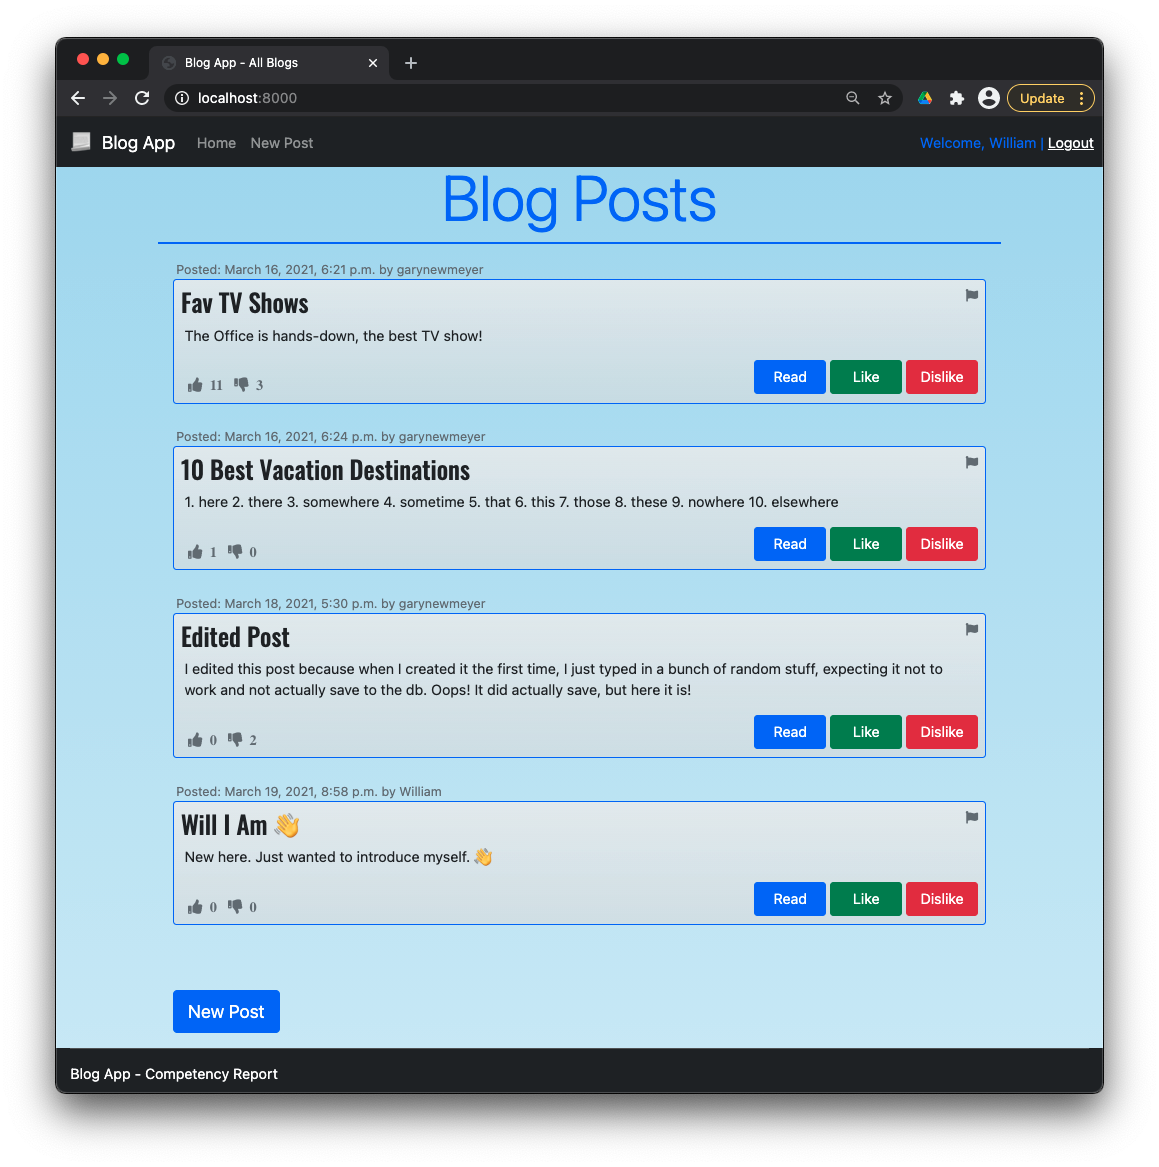 Blog App - All Blogs
localhost:8000
Update
Blog App Home New Post Welcome, William | Logout
Blog Posts
Posted: March 16, 2021, 6:21 p.m. by garynewmeyer
Fav TV Shows
The Office is hands-down, the best TV show!
11 3 Read Like Dislike
Posted: March 16, 2021, 6:24 p.m. by garynewmeyer
10 Best Vacation Destinations
1. here 2. there 3. somewhere 4. sometime 5. that 6. this 7. those 8. these 9. nowhere 10. elsewhere
1 0 Read Like Dislike
Posted: March 18, 2021, 5:30 p.m. by garynewmeyer
Edited Post
I edited this post because when I created it the first time, I just typed in a bunch of random stuff, expecting it not to
work and not actually save to the db. Oops! It did actually save, but here it is!
0 2 Read Like Dislike
Posted: March 19, 2021, 8:58 p.m. by William
Will I Am 👋
New here. Just wanted to introduce myself. 👋
0 0 Read Like Dislike
New Post
Blog App - Competency Report